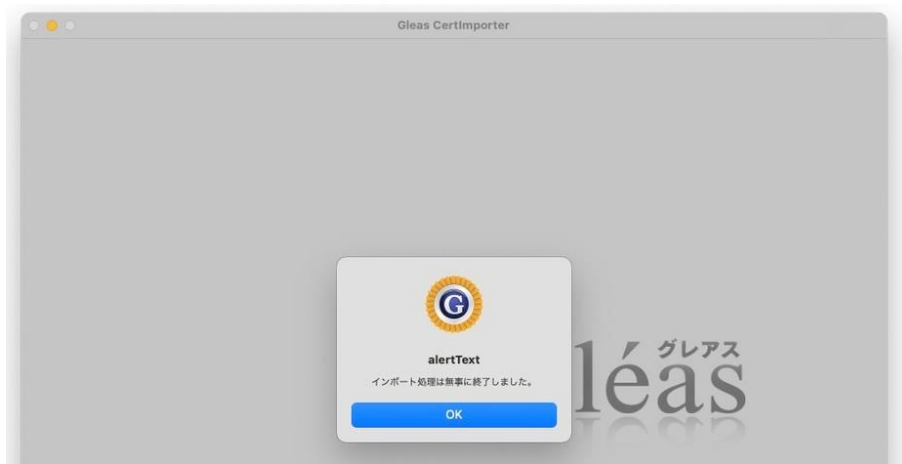 Gleas CertImporter
G
alertText
インポート処理は無事に終了しました。
OK
グレアス
léas